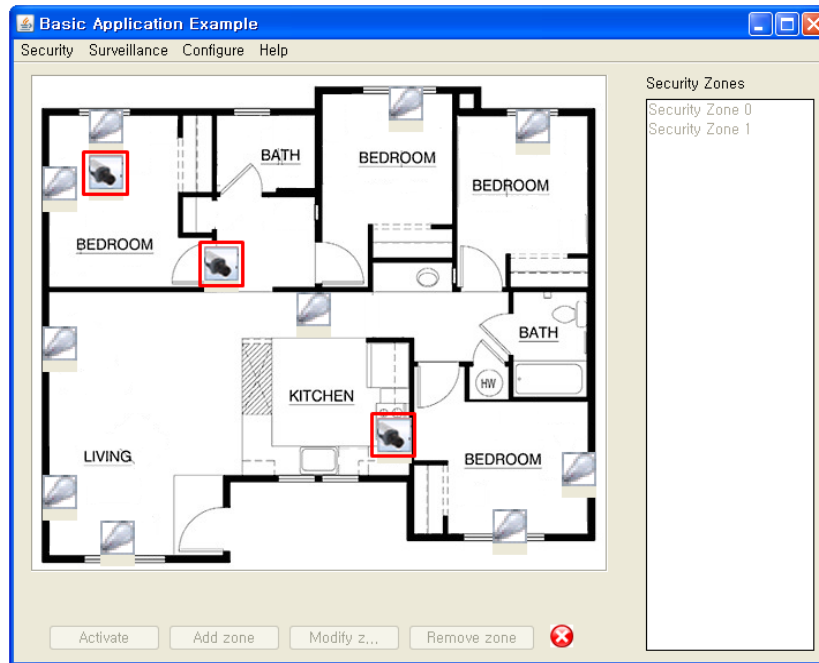 Basic Application Example
Security Surveillance Configure Help
Security Zones
Security Zone 0
Security Zone 1
BATH
BEDROOM
BEDROOM
BEDROOM
BATH
HW
KITCHEN
LIVING
BEDROOM
Activate Add zone Modify z... Remove zone